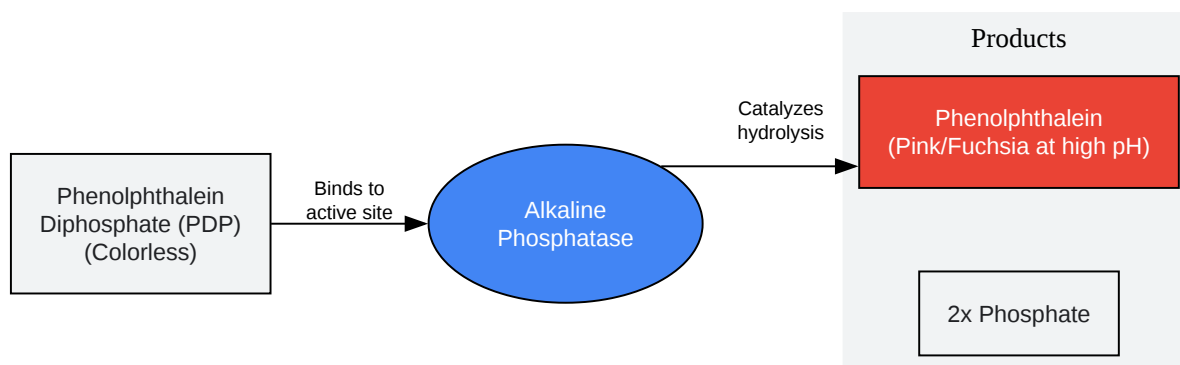 Phenolphthalein
Diphosphate (PDP)
(Colorless)
Binds to
active site
Alkaline
Phosphatase
Catalyzes
hydrolysis
Products
Phenolphthalein
(Pink/Fuchsia at high pH)
2x Phosphate